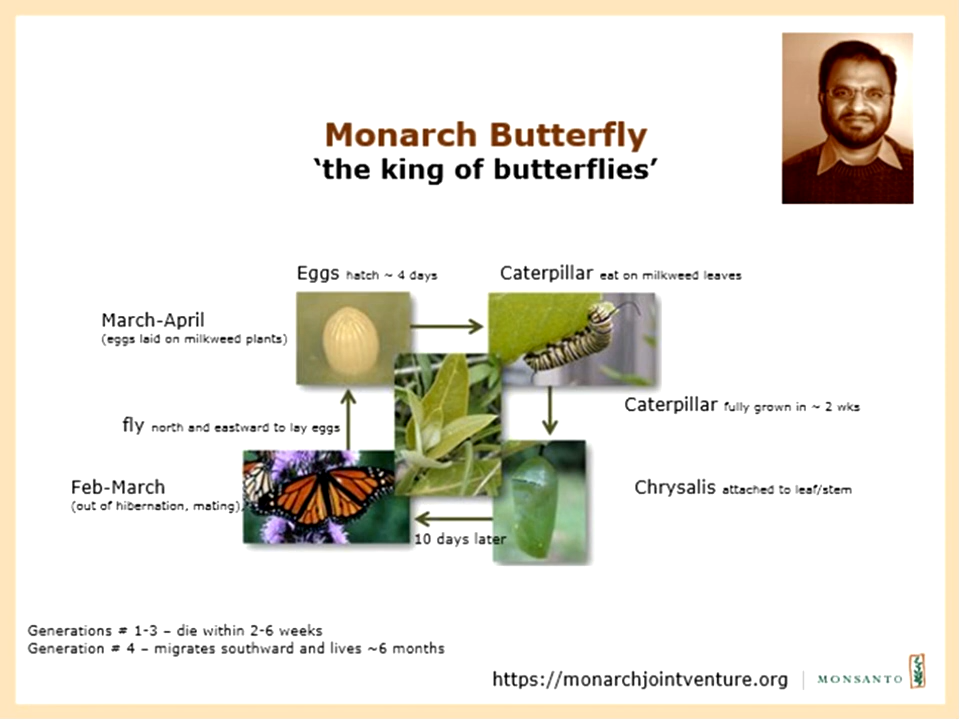 Monarch Butterfly
‘the king of butterflies’
Eggs hatch ~ 4 days
Caterpillar eat on milkweed leaves
March-April
(eggs laid on milkweed plants)
Caterpillar fully grown in ~ 2 wks
fly north and eastward to lay eggs
Feb-March
(out of hibernation, mating),
Chrysalis attached to leaf/stem
10 days later
Generations # 1-3 – die within 2-6 weeks
Generation # 4 – migrates southward and lives ~6 months
https://monarchjointventure.org
MONSANTO